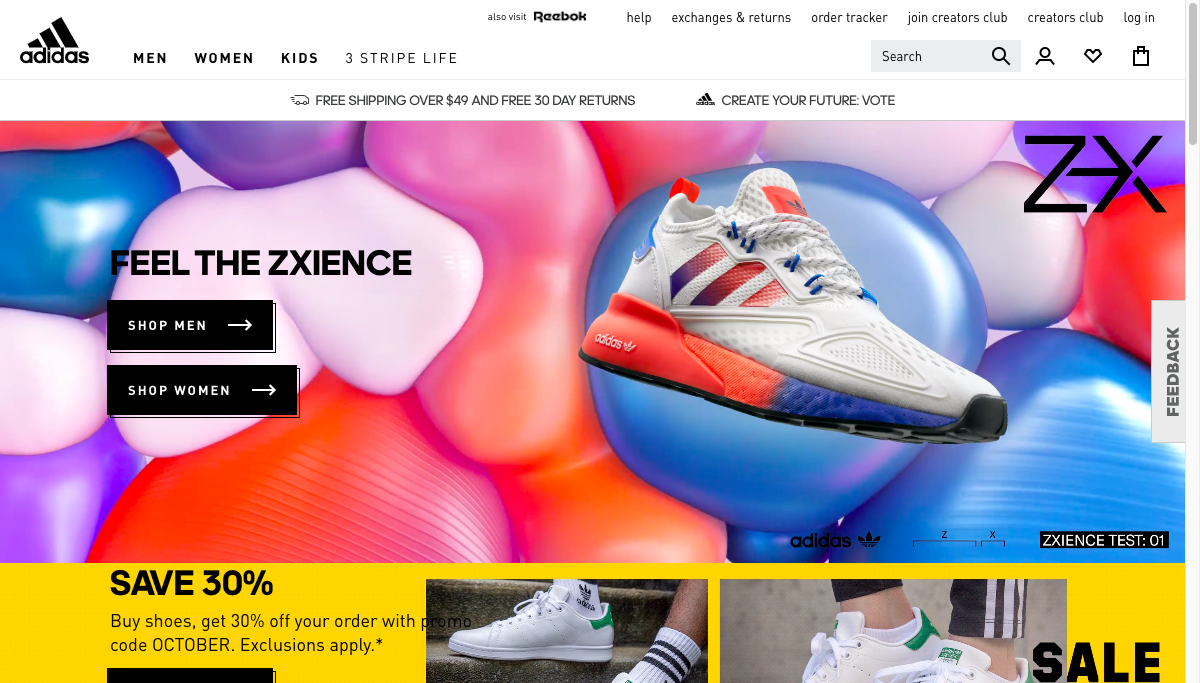 also visit Reebok help exchanges & returns order tracker join creators club creators club log in
adidas MEN WOMEN KIDS 3 STRIPE LIFE Search
FREE SHIPPING OVER $49 AND FREE 30 DAY RETURNS CREATE YOUR FUTURE: VOTE
ZX
FEEL THE ZXIENCE
SHOP MEN
SHOP WOMEN
adidas
FEEDBACK
adidas Z X ZXIENCE TEST: 01
SAVE 30%
Buy shoes, get 30% off your order with promo
code OCTOBER. Exclusions apply.*
adidas
SALE